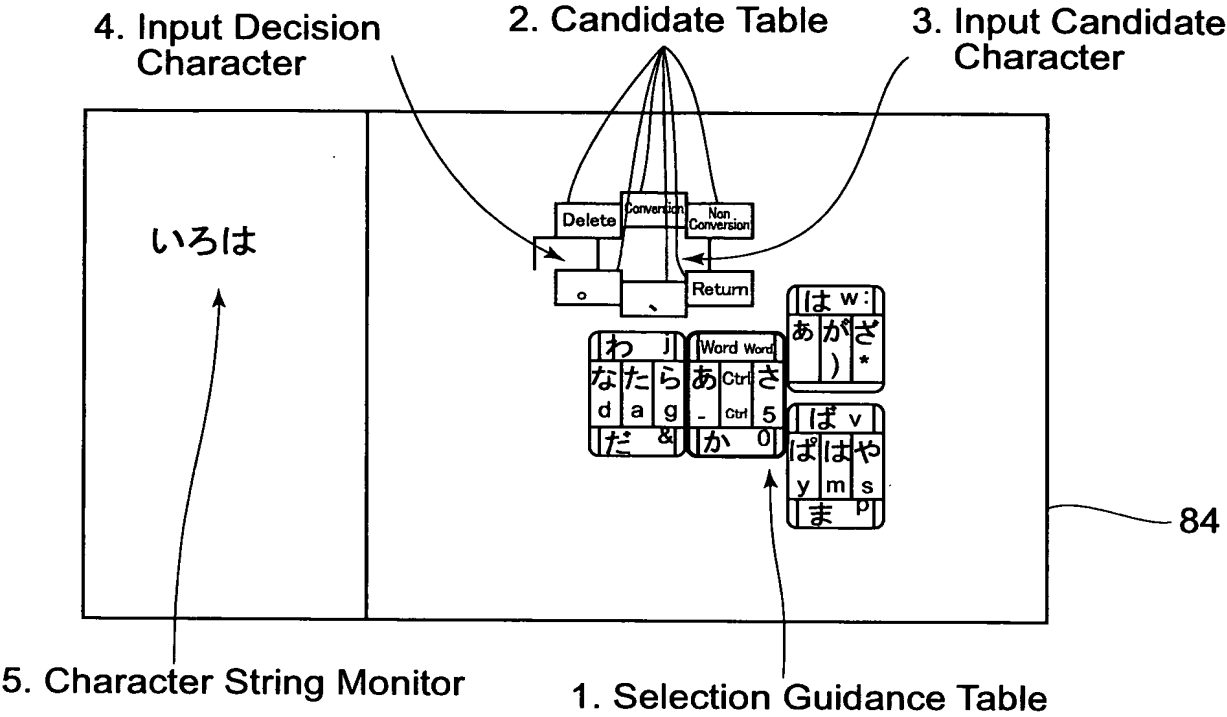 4. Input Decision
Character
2. Candidate Table
3. Input Candidate
Character
Delete
Conversion
Non
Conversion
いろは
。
、
Return
は w :
あ が ざ
) *
わ j
な た ら
d a g
だ &
Word Word
あ Ctrl さ
- Ctrl 5
か 0
ば v
ぱ は や
y m s
ま p
84
5. Character String Monitor
1. Selection Guidance Table